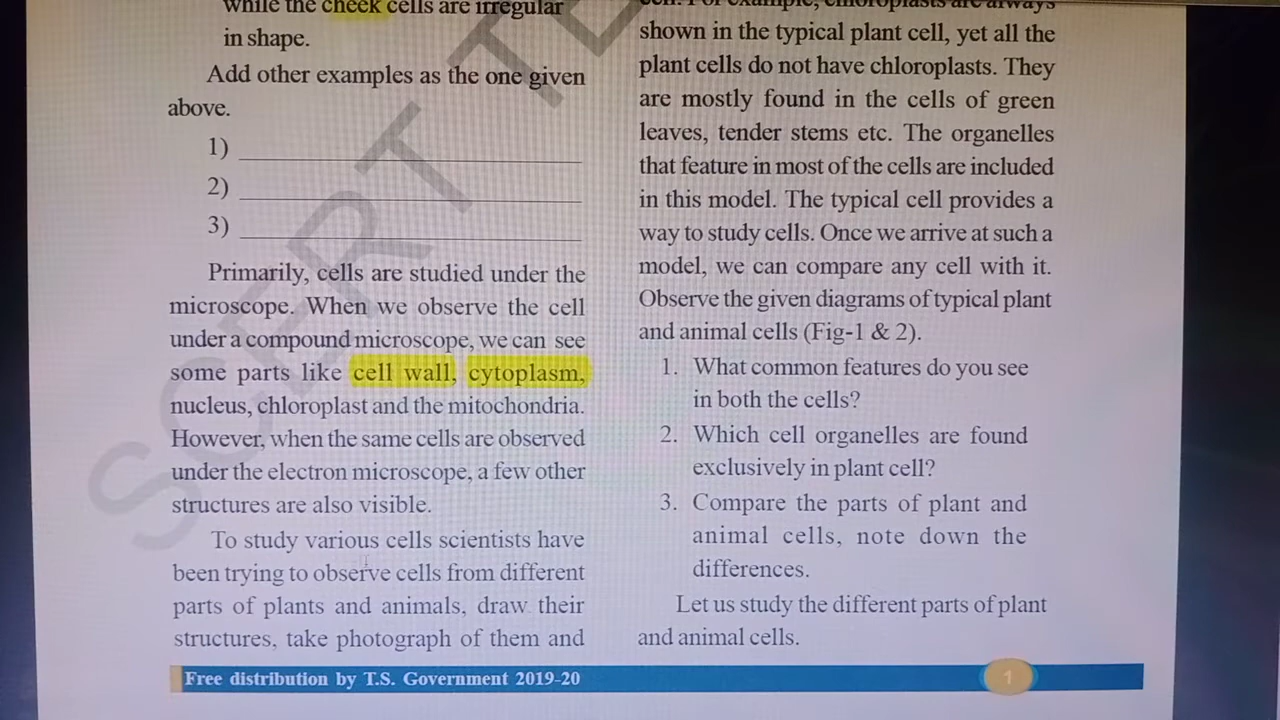 while the cheek cells are irregular
in shape.
Add other examples as the one given
above.
1)
2)
3)
Primarily, cells are studied under the
microscope. When we observe the cell
under a compound microscope, we can see
some parts like cell wall, cytoplasm,
nucleus, chloroplast and the mitochondria.
However, when the same cells are observed
under the electron microscope, a few other
structures are also visible.
To study various cells scientists have
been trying to observe cells from different
parts of plants and animals, draw their
structures, take photograph of them and
cell. For example, chloroplasts are always
shown in the typical plant cell, yet all the
plant cells do not have chloroplasts. They
are mostly found in the cells of green
leaves, tender stems etc. The organelles
that feature in most of the cells are included
in this model. The typical cell provides a
way to study cells. Once we arrive at such a
model, we can compare any cell with it.
Observe the given diagrams of typical plant
and animal cells (Fig-1 & 2).
1. What common features do you see
in both the cells?
2. Which cell organelles are found
exclusively in plant cell?
3. Compare the parts of plant and
animal cells, note down the
differences.
Let us study the different parts of plant
and animal cells.
Free distribution by T.S. Government 2019-20
1
SCERT TE